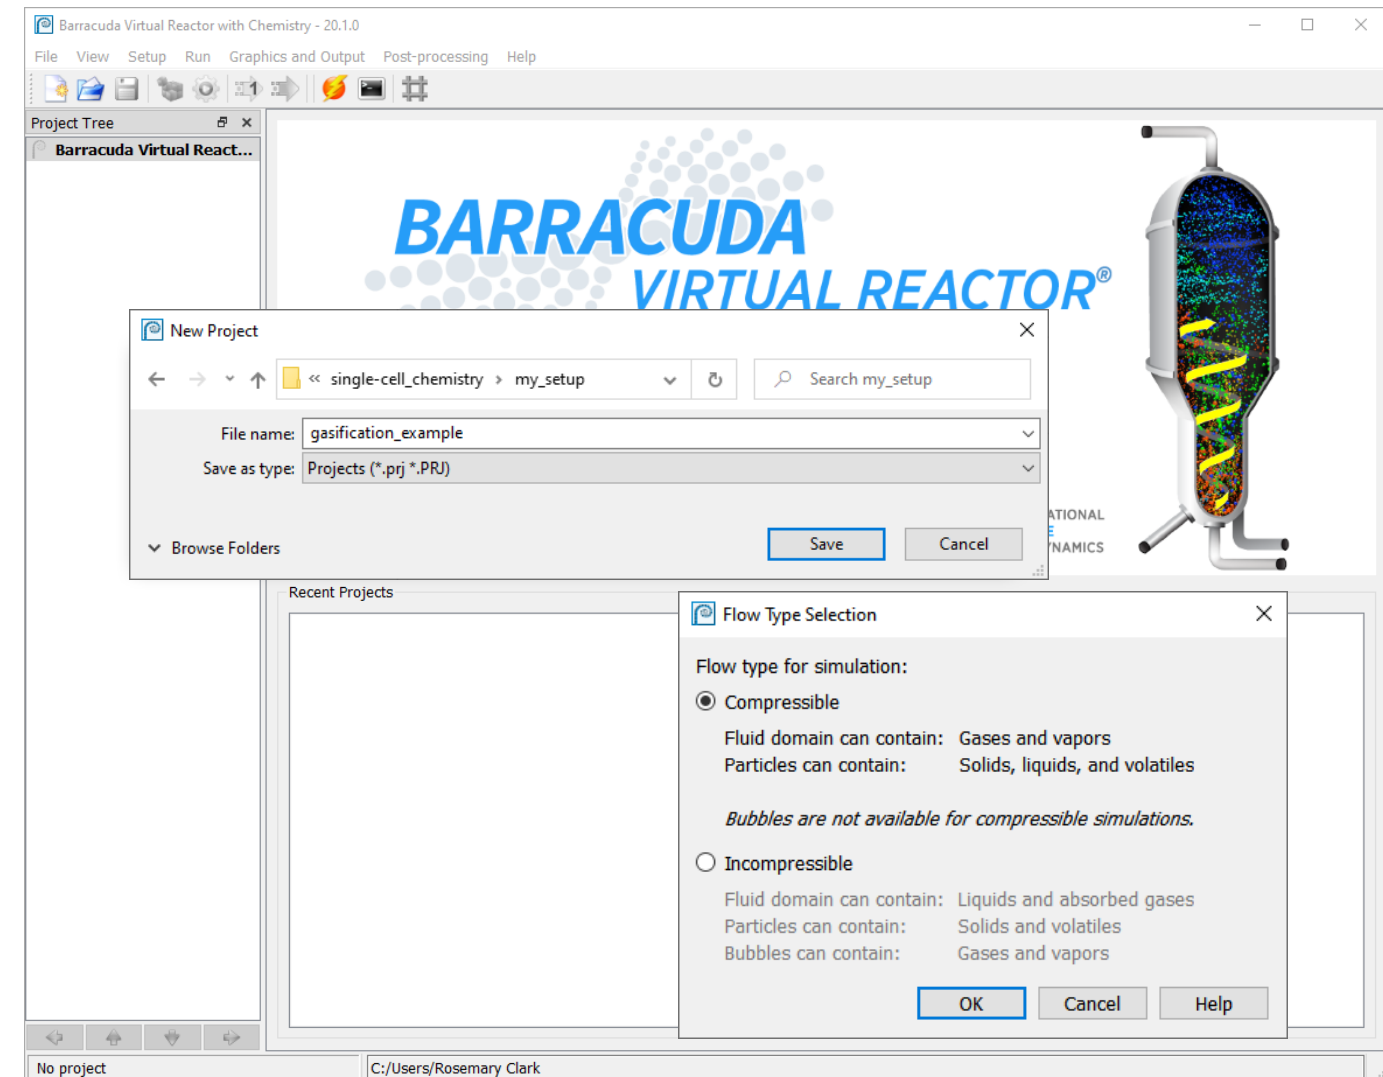 Barracuda Virtual Reactor with Chemistry - 20.1.0
File View Setup Run Graphics and Output Post-processing Help
1
Project Tree
Barracuda Virtual React...
BARRACUDA
VIRTUAL REACTOR®
New Project
« single-cell_chemistry › my_setup
Search my_setup
File name: gasification_example
Save as type: Projects (*.prj *.PRJ)
Browse Folders
Save Cancel
ATIONAL
E
YNAMICS
Recent Projects
Flow Type Selection
Flow type for simulation:
Compressible
Fluid domain can contain: Gases and vapors
Particles can contain: Solids, liquids, and volatiles
Bubbles are not available for compressible simulations.
Incompressible
Fluid domain can contain: Liquids and absorbed gases
Particles can contain: Solids and volatiles
Bubbles can contain: Gases and vapors
OK Cancel Help
No project
C:/Users/Rosemary Clark